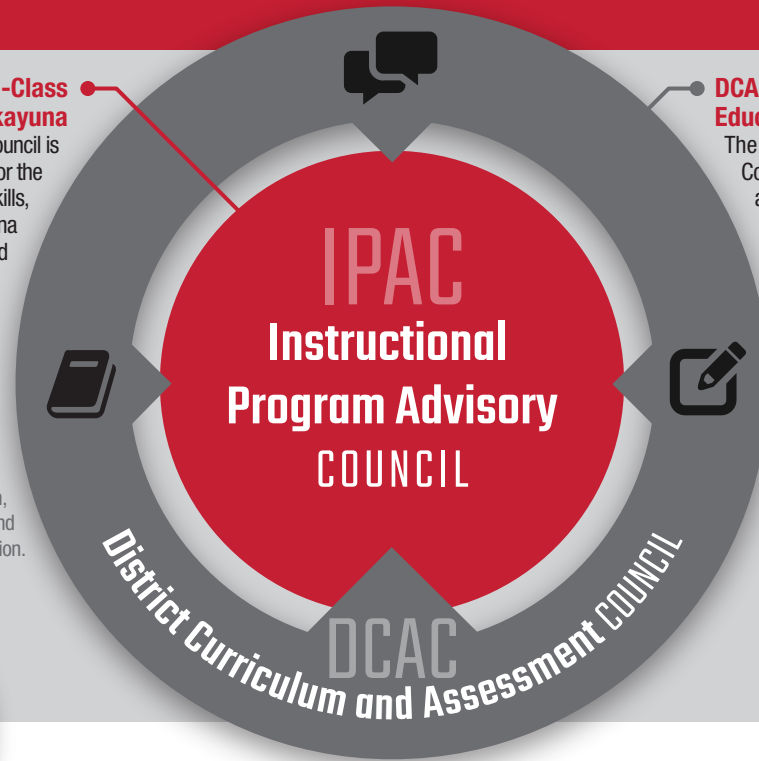 -Class
kayuna
ouncil is
or the
kills,
na
d
,
nd
ion.
DCA
Educ
The
Co
a
IPAC
Instructional
Program Advisory
COUNCIL
DCAC
District Curriculum and Assessment COUNCIL